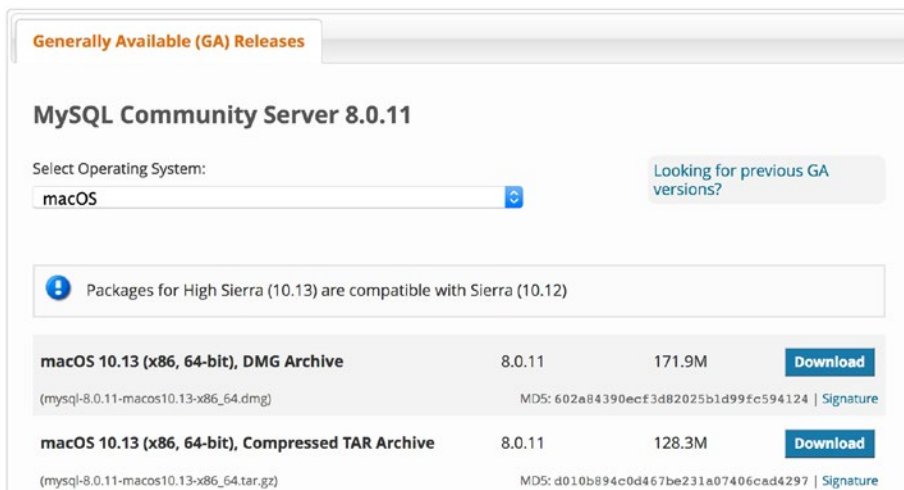 Generally Available (GA) Releases
MySQL Community Server 8.0.11
Select Operating System:
macOS
Looking for previous GA
versions?
Packages for High Sierra (10.13) are compatible with Sierra (10.12)
macOS 10.13 (x86, 64-bit), DMG Archive 8.0.11 171.9M Download
(mysql-8.0.11-macos10.13-x86_64.dmg) MD5: 602a84390ecf3d82025b1d99fc594124 | Signature
macOS 10.13 (x86, 64-bit), Compressed TAR Archive 8.0.11 128.3M Download
(mysql-8.0.11-macos10.13-x86_64.tar.gz) MD5: d010b894c0d467be231a07406cad4297 | Signature